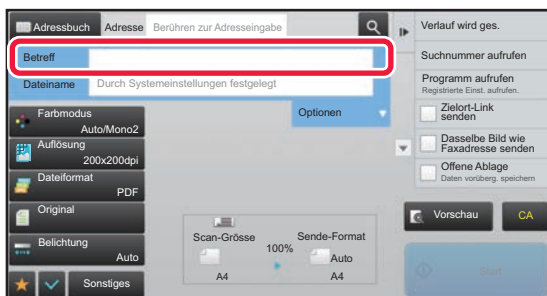 Adressbuch
Adresse
Berühren zur Adresseingabe
Betreff
Dateiname
Durch Systemeinstellungen festgelegt
Optionen
Farbmodus
Auto/Mono2
Auflösung
200x200dpi
Dateiformat
PDF
Original
Belichtung
Auto
Sonstiges
Scan-Grösse
A4
100%
Sende-Format
Auto
A4
Verlauf wird ges.
Suchnummer aufrufen
Programm aufrufen
Registrierte Einst. aufrufen.
Zielort-Link
senden
Dasselbe Bild wie
Faxadresse senden
Offene Ablage
Daten vorüberg. speichern
Vorschau
CA
Start